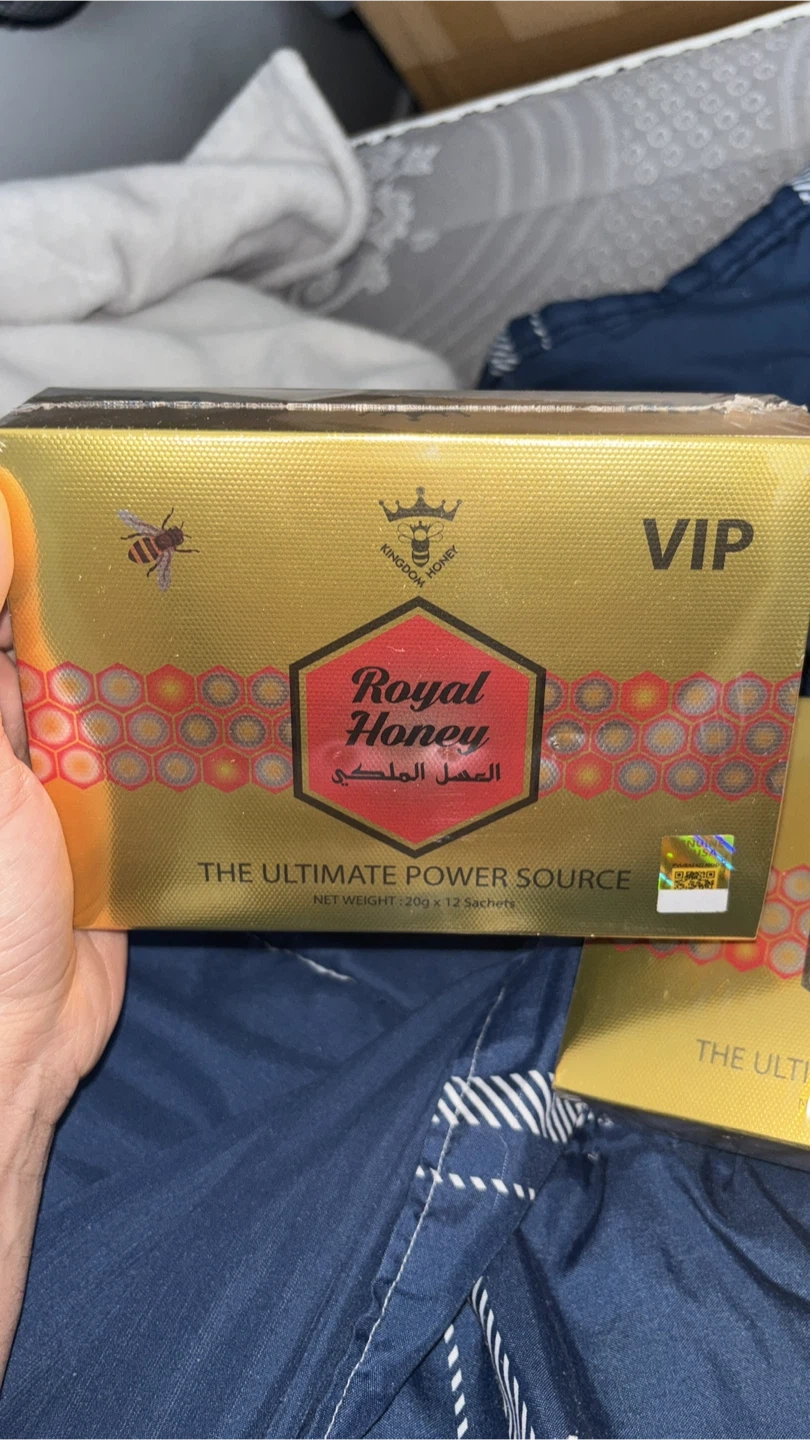 KINGDOM HONEY
VIP
Royal
Honey
العسل الملكي
THE ULTIMATE POWER SOURCE
NET WEIGHT : 20g x 12 Sachets
THE ULTI